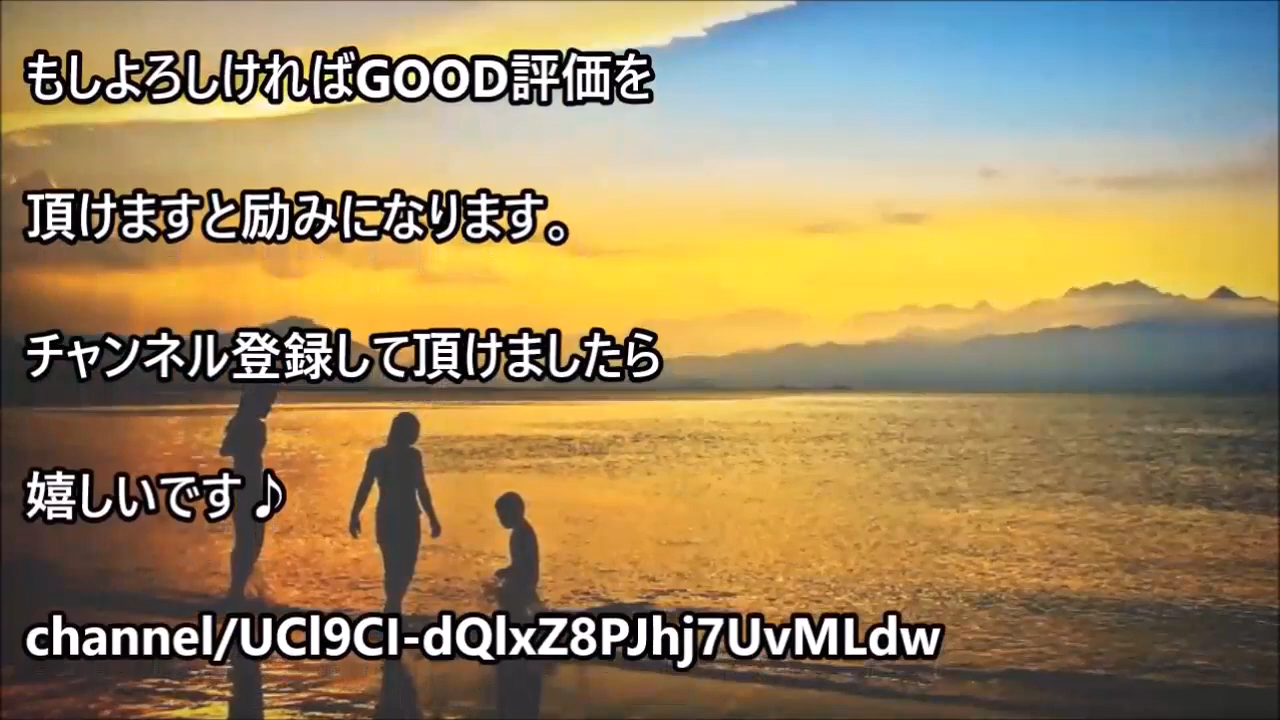 もしよろしければGOOD評価を
頂けますと励みになります。
チャンネル登録して頂けましたら
嬉しいです♪
channel/UCl9CI-dQlxZ8PJhj7UvMLdw